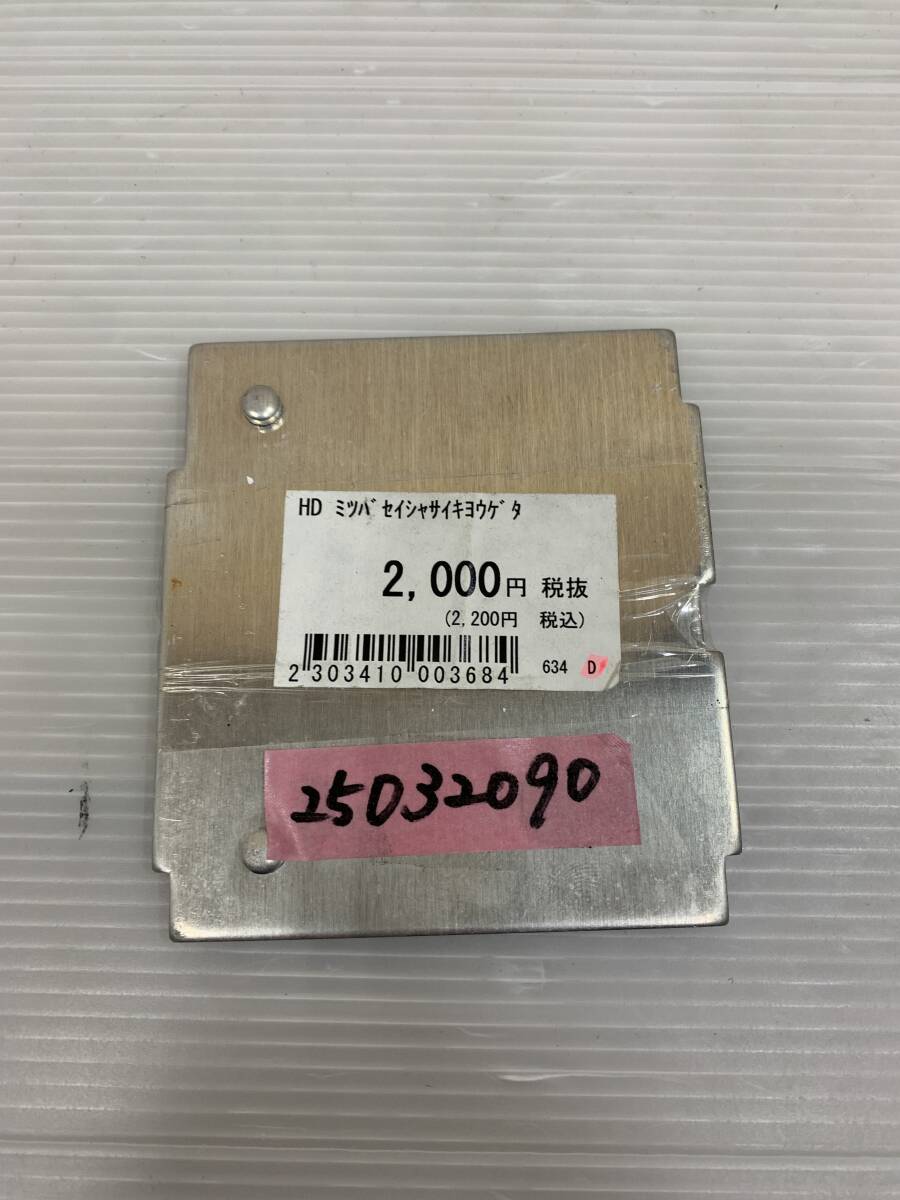 HD ﾐﾂﾊﾞｾｲｼｬｻｲｷﾖｳｹﾞﾀ
2,000円 税抜
(2,200円 税込)
2 303410 003684 634 D
25032090